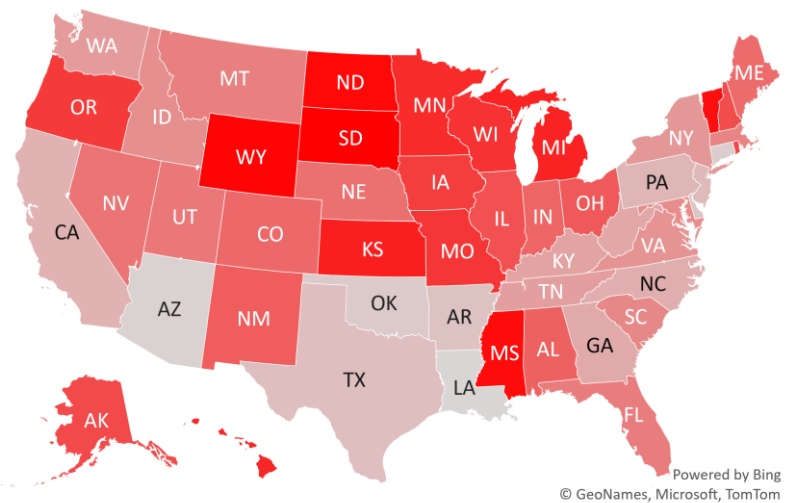 WA
MT
ND
ME
OR
ID
MN
SD
WI
NY
WY
MI
IA
PA
NE
NV
OH
UT
IL
IN
CO
CA
VA
KS
MO
KY
NC
TN
AZ
OK
NM
AR
SC
MS
AL
GA
TX
LA
FL
AK
Powered by Bing
© GeoNames, Microsoft, TomTom